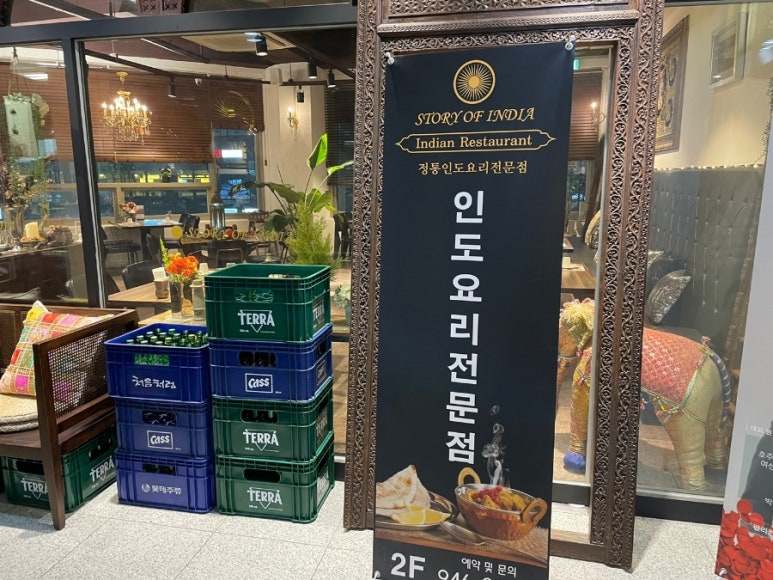 STORY OF INDIA
Indian Restaurant
정통인도요리전문점
인도요리전문점
2F
예약 및 문의
TERRA
처음처럼
Cass
Cass
TERRA
롯데주류
TERRA
TERRA